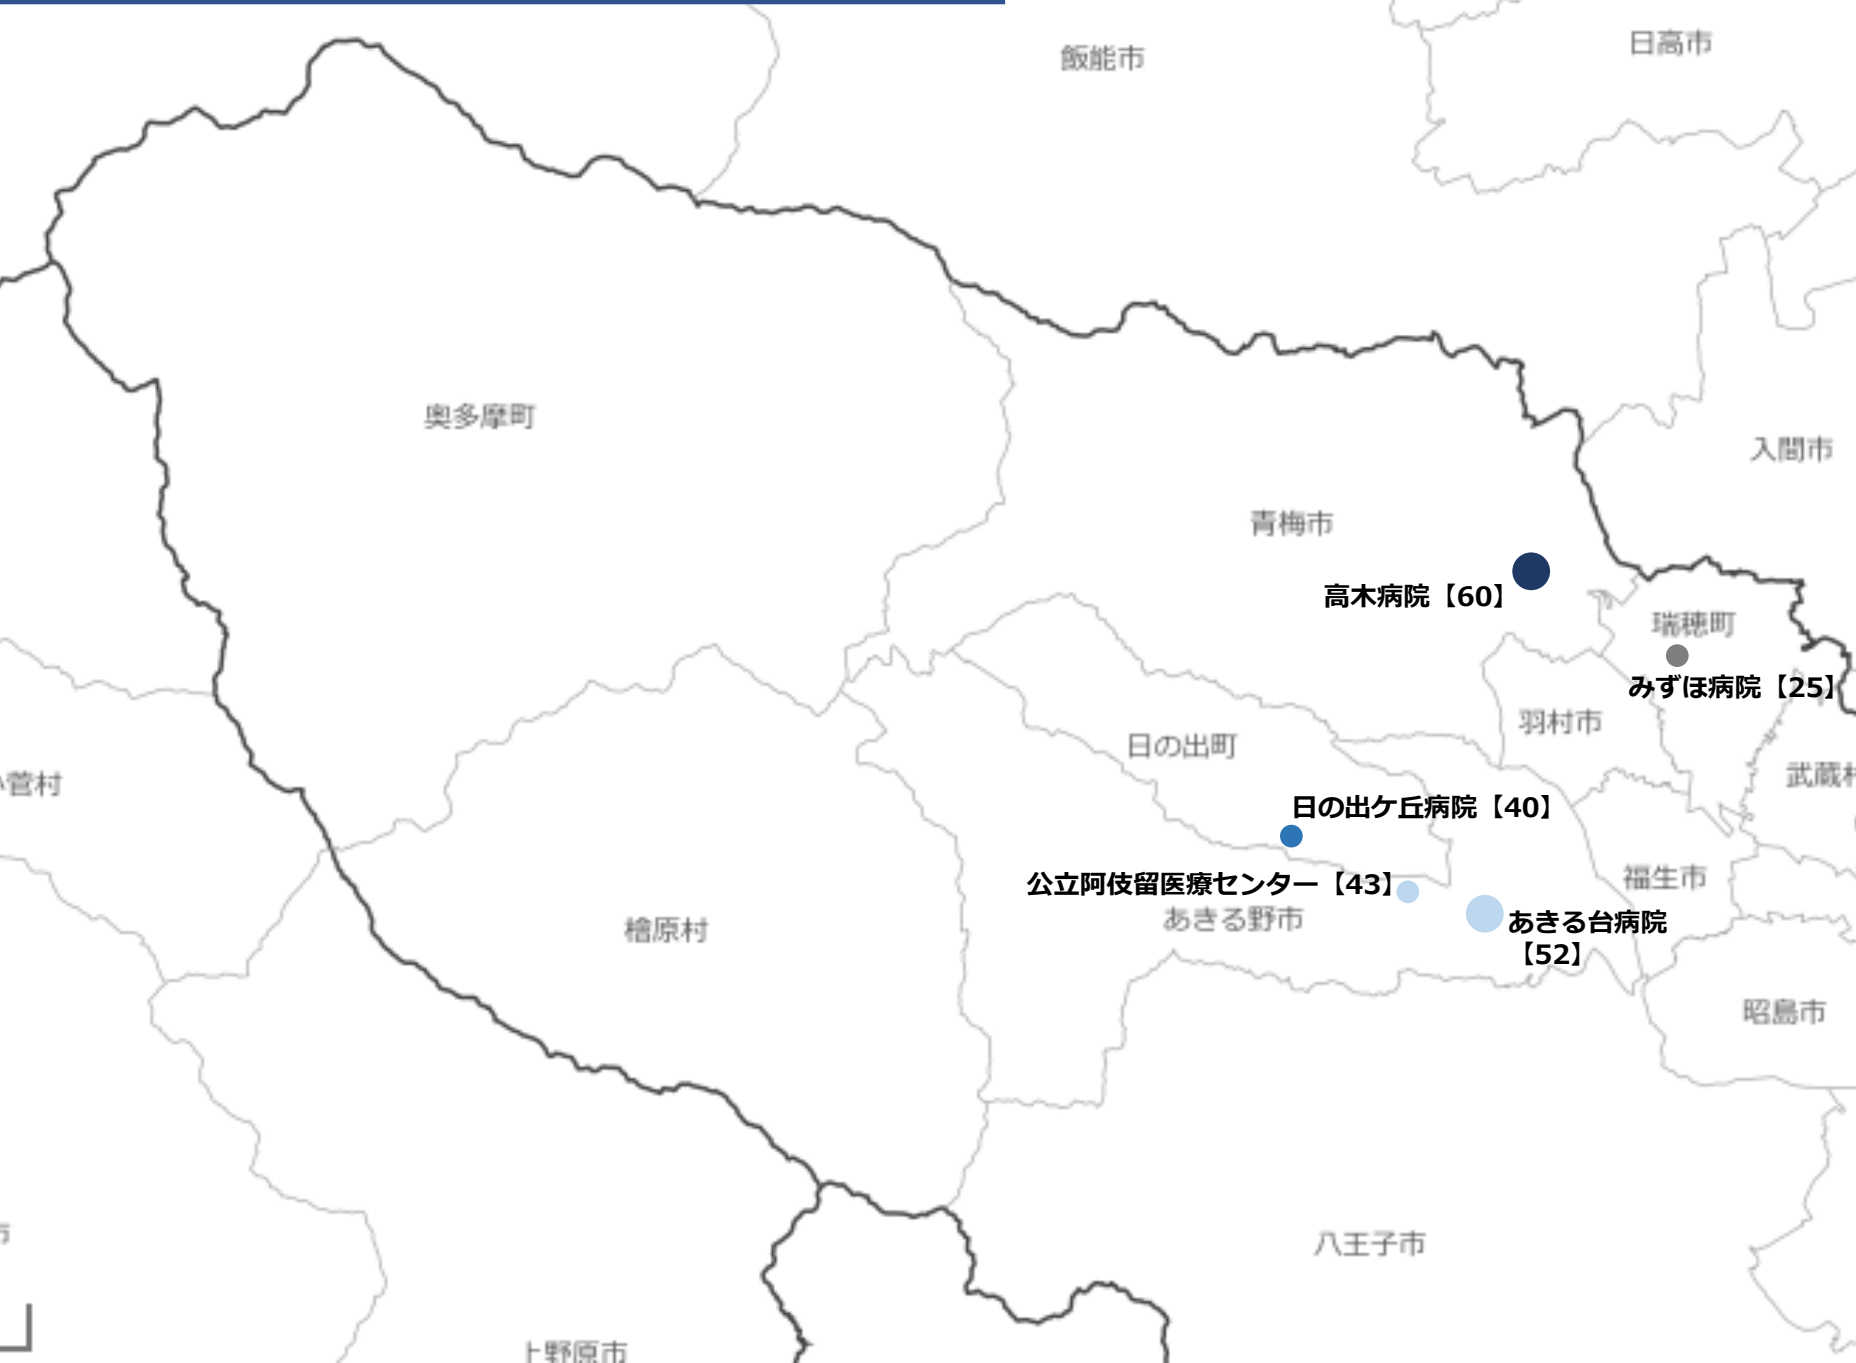 飯能市
日高市
奥多摩町
入間市
青梅市
高木病院【60】
瑞穂町
みずほ病院【25】
羽村市
日の出町
菅村
武蔵村
日の出ケ丘病院【40】
福生市
公立阿伎留医療センター【43】
あきる野市
あきる台病院
【52】
檜原村
昭島市
市
八王子市
上野原市